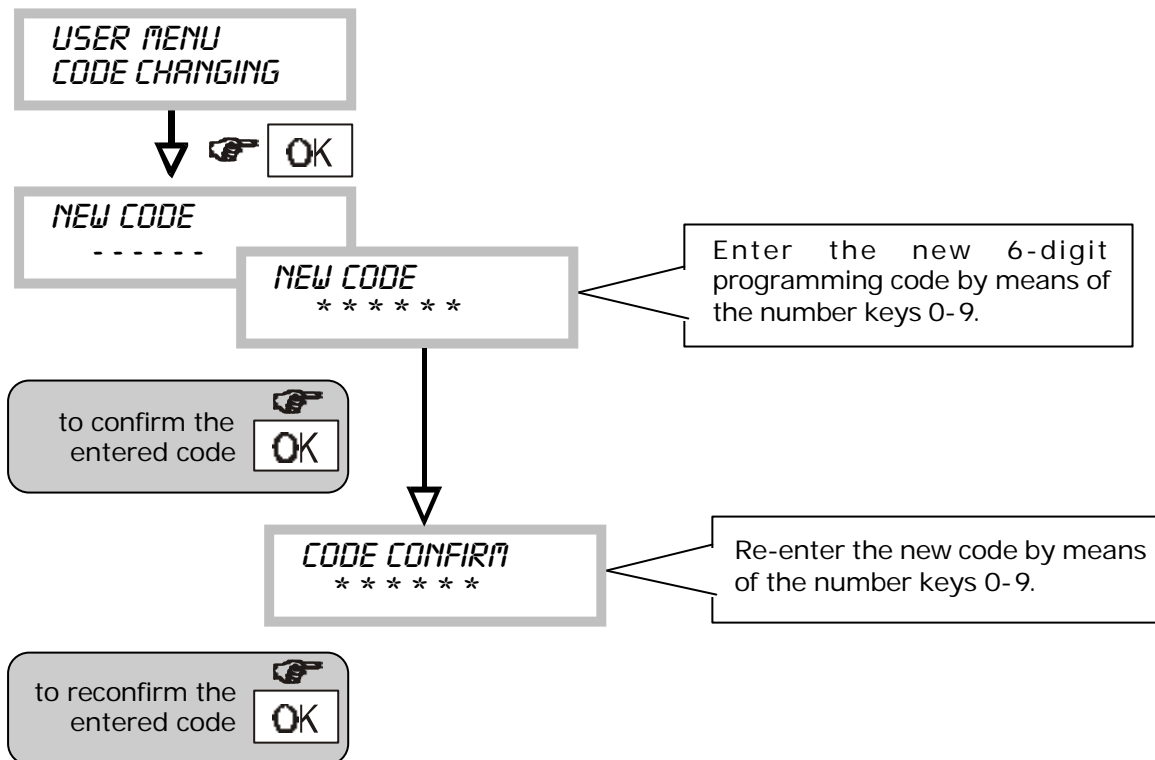 USER MENU
CODE CHANGING
OK
NEW CODE
- - - - - -
NEW CODE
* * * * * *
Enter the new 6-digit
programming code by means of
the number keys 0-9.
to confirm the
entered code
OK
CODE CONFIRM
* * * * * *
Re-enter the new code by means
of the number keys 0-9.
to reconfirm the
entered code
OK